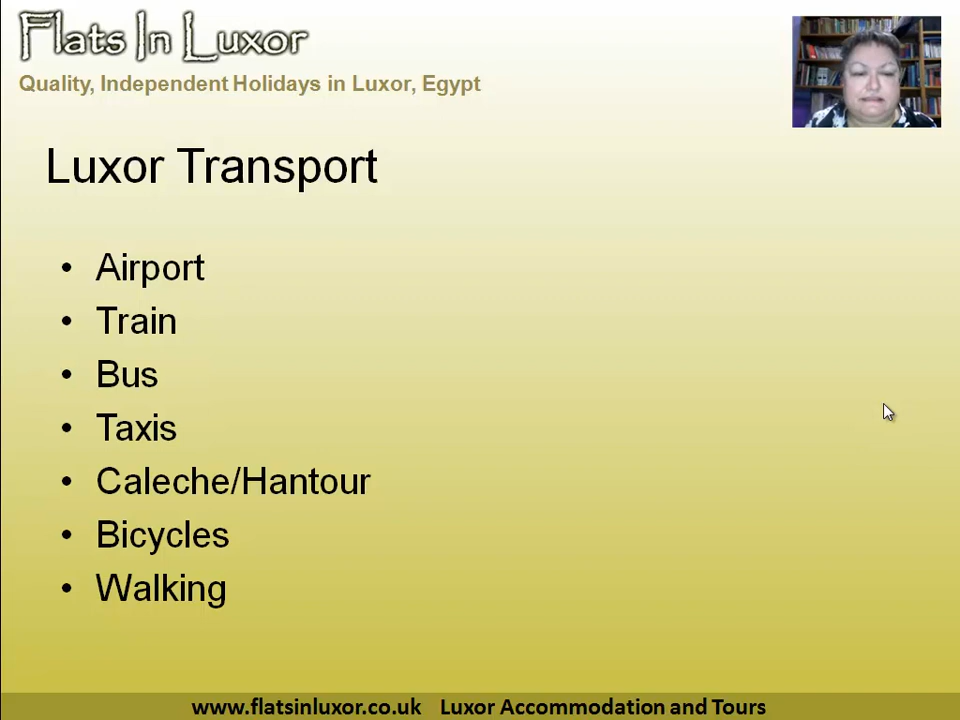 Flats In Luxor
Quality, Independent Holidays in Luxor, Egypt
Luxor Transport
• Airport
• Train
• Bus
• Taxis
• Caleche/Hantour
• Bicycles
• Walking
www.flatsinluxor.co.uk Luxor Accommodation and Tours